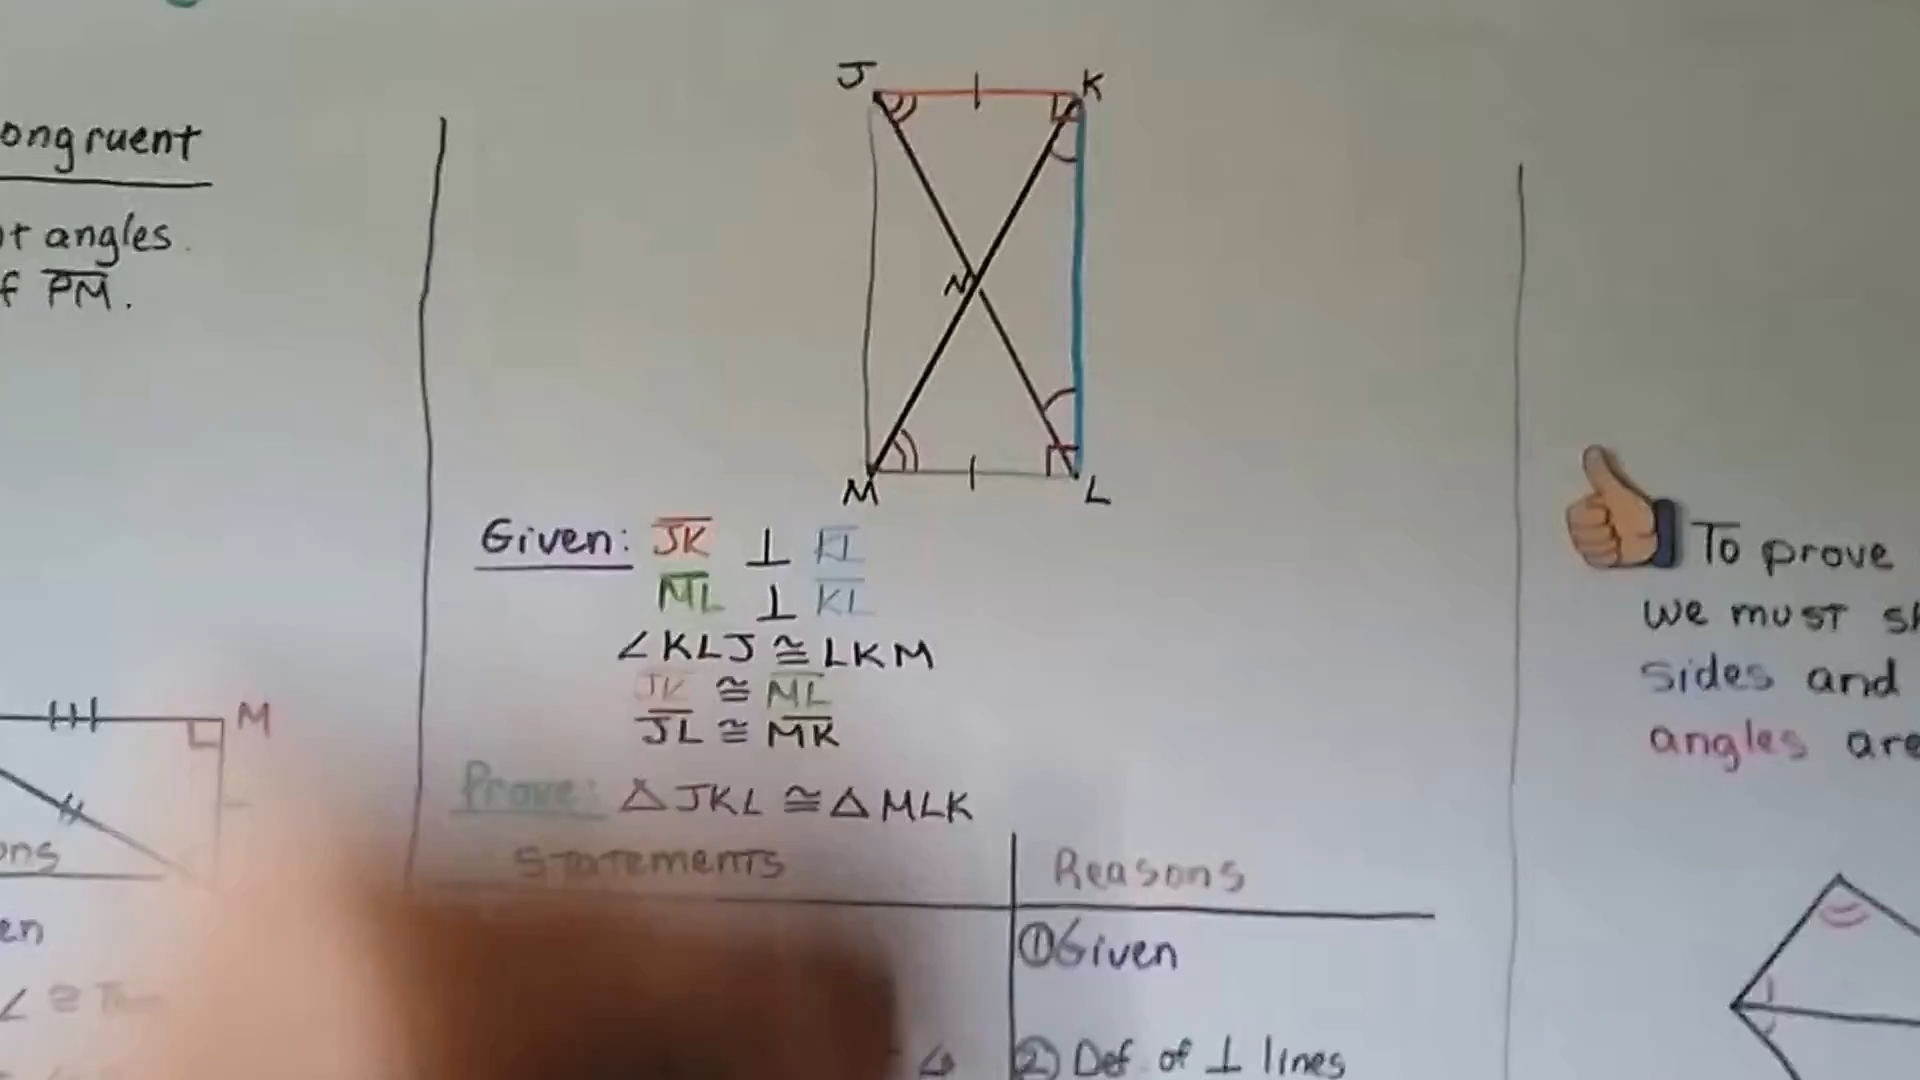 ongruent
angles.
PM.
M
en
J
K
N
M
L
Given: JK ⊥ KL
ML ⊥ KL
∠KLJ ≅ LKM
JK ≅ ML
JL ≅ MK
Prove: △JKL ≅ △MLK
Statements
Reasons
①Given
② Def. of ⊥ lines
To prove
we must
sides and
angles are